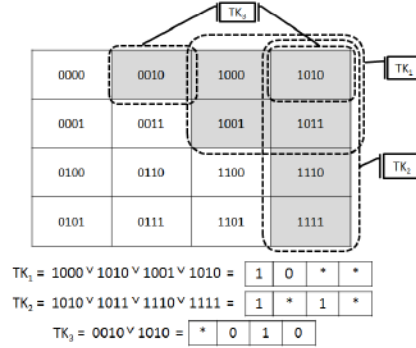 TK₃
0000 0010 1000 1010
TK₁
0001 0011 1001 1011
TK₂
0100 0110 1100 1110
0101 0111 1101 1111
TK₁ = 1000 ∨ 1010 ∨ 1001 ∨ 1010 = 1 0 * *
TK₂ = 1010 ∨ 1011 ∨ 1110 ∨ 1111 = 1 * 1 *
TK₃ = 0010 ∨ 1010 = * 0 1 0